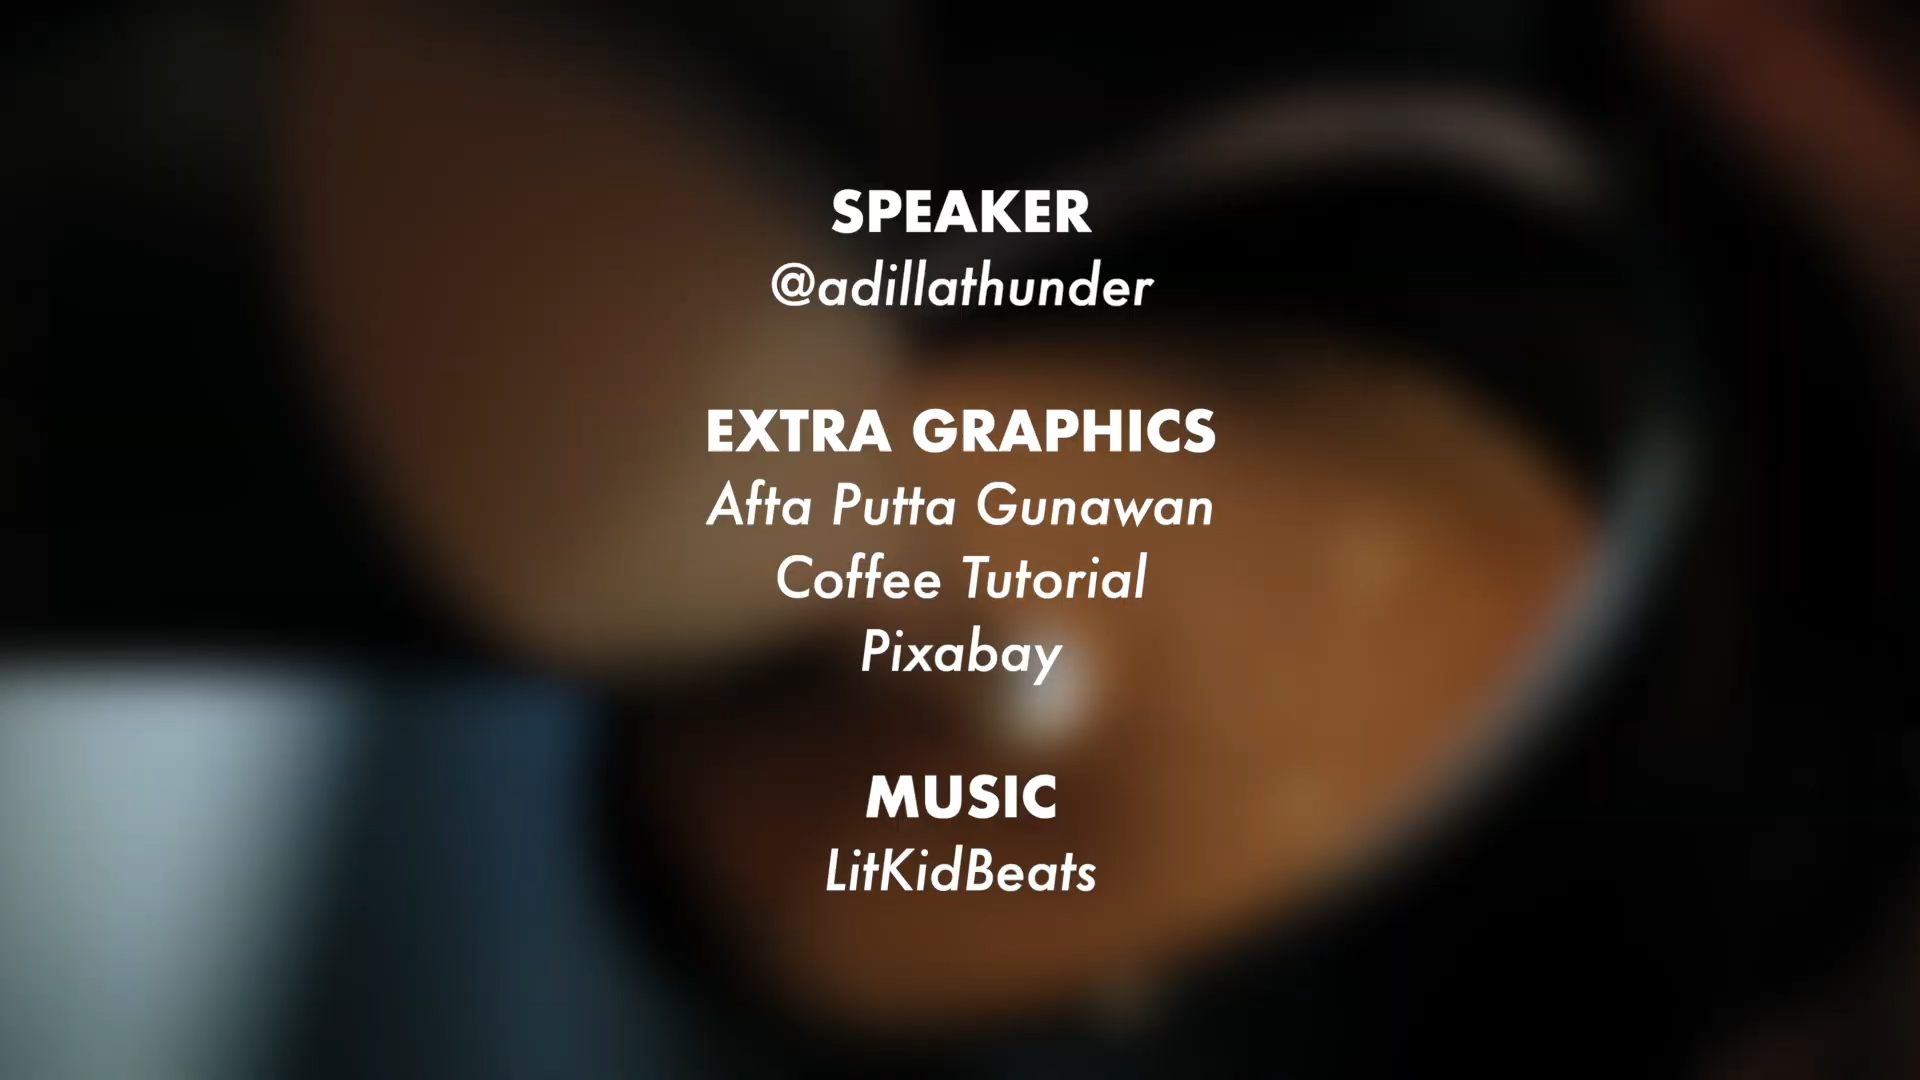 SPEAKER
@adillathunder
EXTRA GRAPHICS
Afta Putta Gunawan
Coffee Tutorial
Pixabay
MUSIC
LitKidBeats